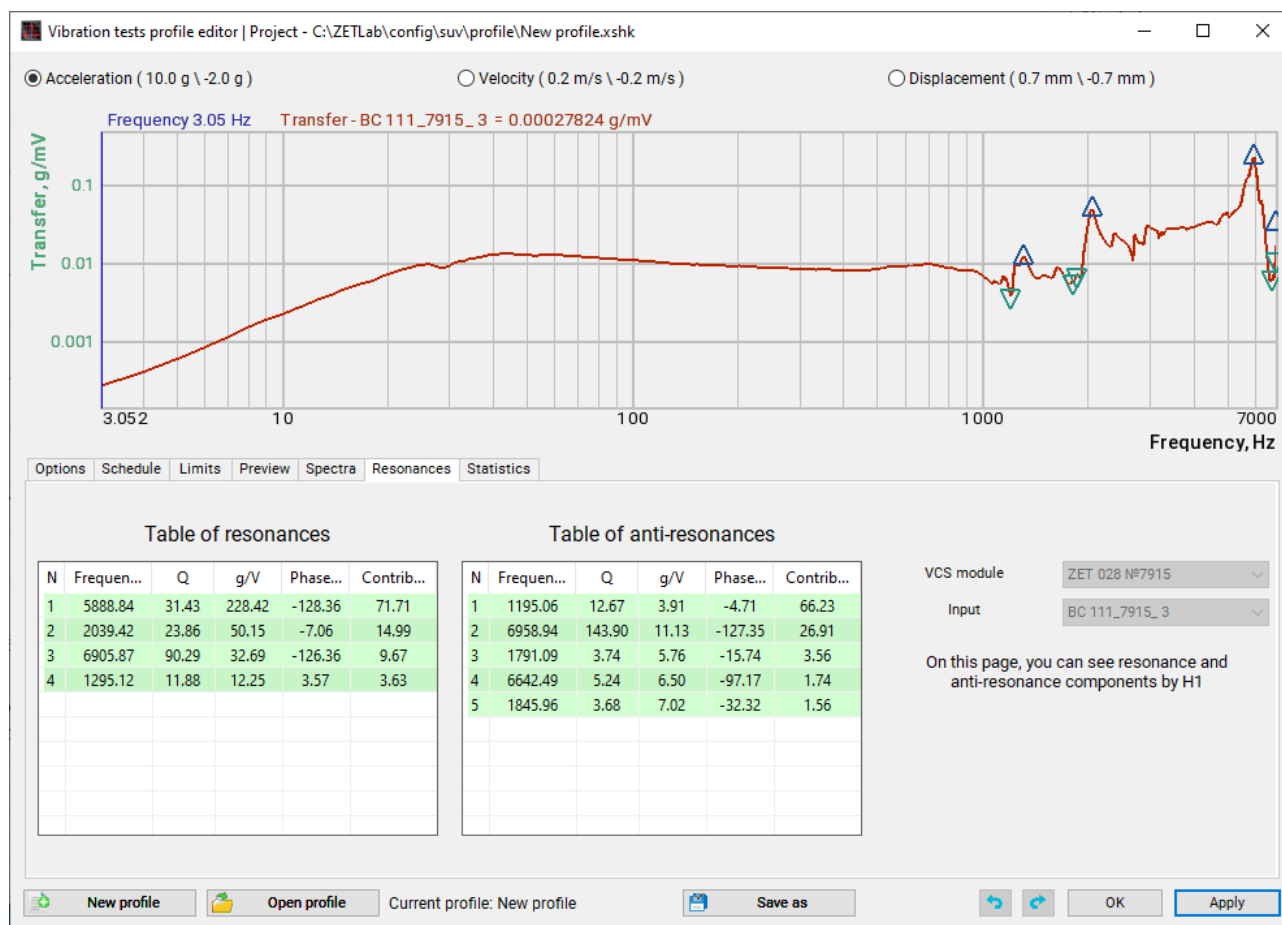 Vibration tests profile editor | Project - C:\ZETLab\config\suv\profile\New profile.xshk
Acceleration ( 10.0 g \ -2.0 g )
Velocity ( 0.2 m/s \ -0.2 m/s )
Displacement ( 0.7 mm \ -0.7 mm )
Frequency 3.05 Hz
Transfer - BC 111_7915_ 3 = 0.00027824 g/mV
Transfer, g/mV
0.1
0.01
0.001
3.052 10 100 1000 7000
Frequency, Hz
Options Schedule Limits Preview Spectra Resonances Statistics
Table of resonances
N Frequen... Q g/V Phase... Contrib...
1 5888.84 31.43 228.42 -128.36 71.71
2 2039.42 23.86 50.15 -7.06 14.99
3 6905.87 90.29 32.69 -126.36 9.67
4 1295.12 11.88 12.25 3.57 3.63
Table of anti-resonances
N Frequen... Q g/V Phase... Contrib...
1 1195.06 12.67 3.91 -4.71 66.23
2 6958.94 143.90 11.13 -127.35 26.91
3 1791.09 3.74 5.76 -15.74 3.56
4 6642.49 5.24 6.50 -97.17 1.74
5 1845.96 3.68 7.02 -32.32 1.56
VCS module ZET 028 №7915
Input BC 111_7915_ 3
On this page, you can see resonance and
anti-resonance components by H1
New profile
Open profile
Current profile: New profile
Save as
OK
Apply